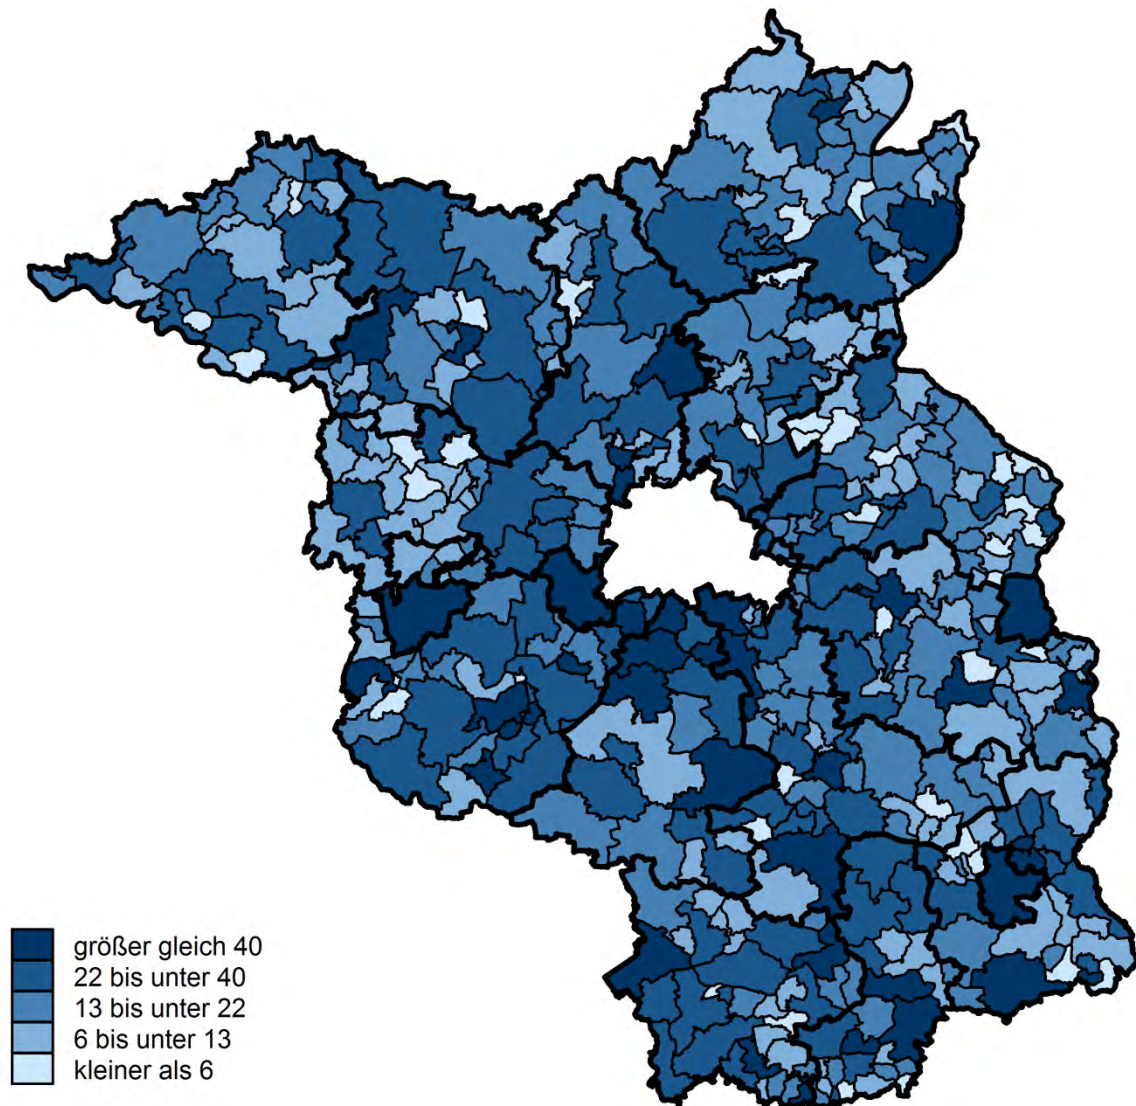 größer gleich 40
22 bis unter 40
13 bis unter 22
6 bis unter 13
kleiner als 6